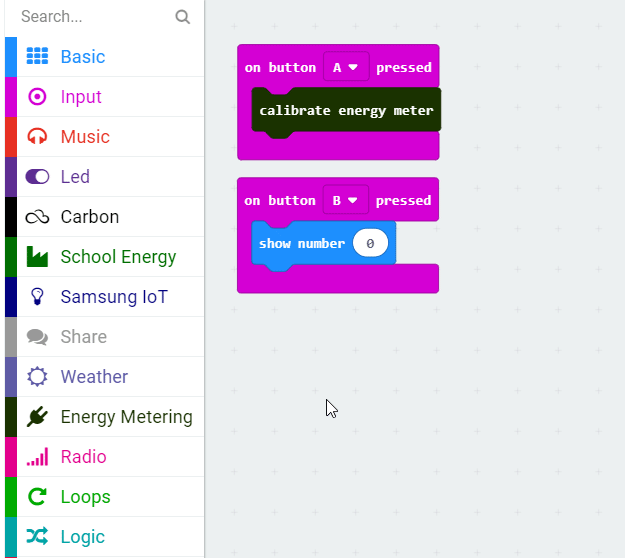 Search...
Basic
Input
Music
Led
Carbon
School Energy
Samsung IoT
Share
Weather
Energy Metering
Radio
Loops
Logic
on button A pressed
calibrate energy meter
on button B pressed
show number 0